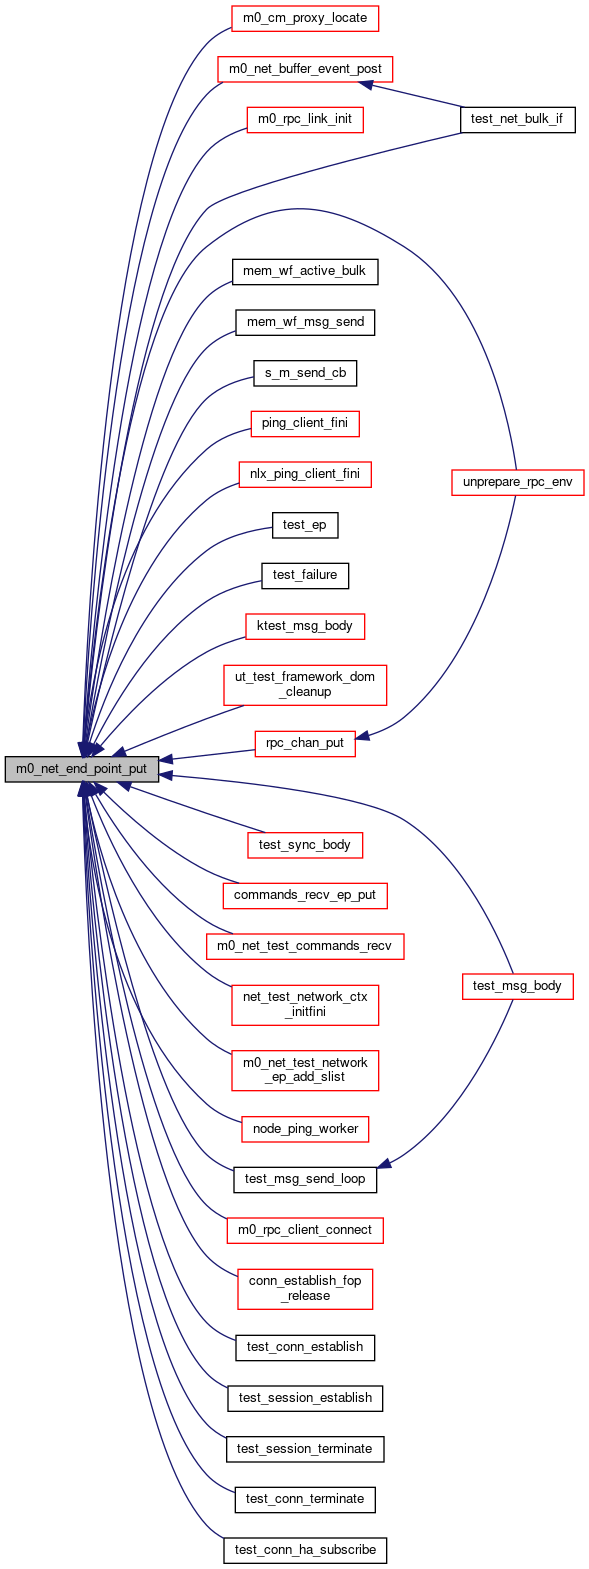 m0_cm_proxy_locate
m0_net_buffer_event_post
m0_rpc_link_init
test_net_bulk_if
mem_wf_active_bulk
mem_wf_msg_send
s_m_send_cb
ping_client_fini
nlx_ping_client_fini
unprepare_rpc_env
test_ep
test_failure
ktest_msg_body
ut_test_framework_dom
_cleanup
rpc_chan_put
m0_net_end_point_put
test_sync_body
commands_recv_ep_put
m0_net_test_commands_recv
test_msg_body
net_test_network_ctx
_initfini
m0_net_test_network
_ep_add_slist
node_ping_worker
test_msg_send_loop
m0_rpc_client_connect
conn_establish_fop
_release
test_conn_establish
test_session_establish
test_session_terminate
test_conn_terminate
test_conn_ha_subscribe